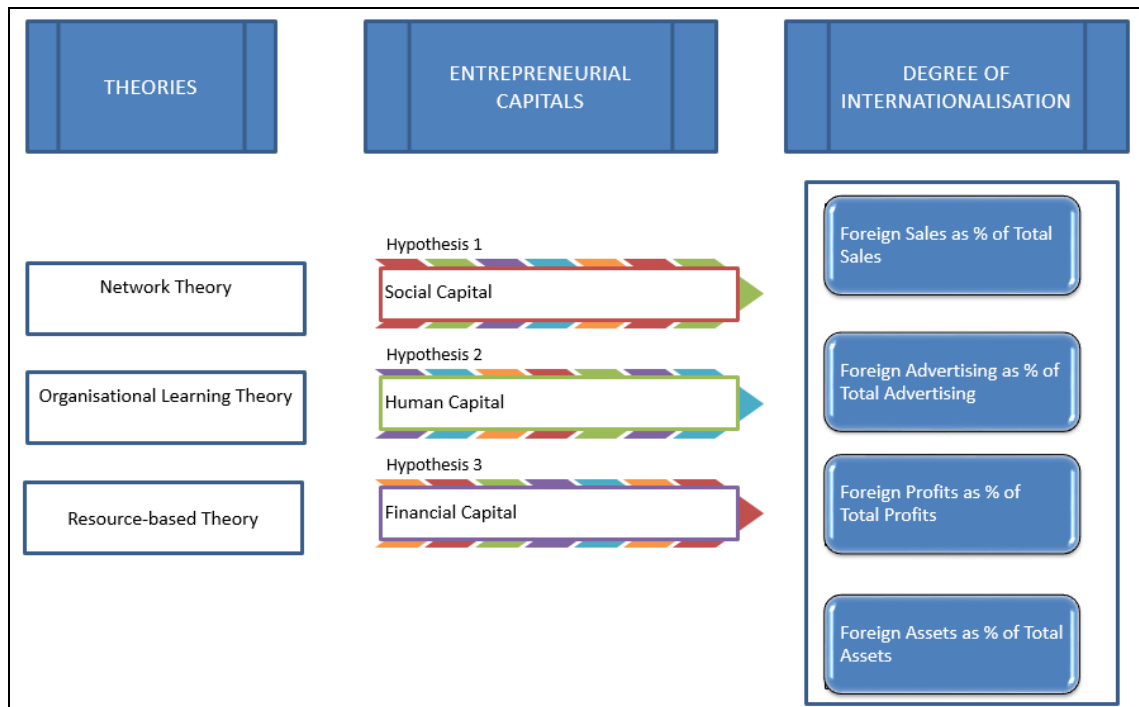 THEORIES
ENTREPRENEURIAL
CAPITALS
DEGREE OF
INTERNATIONALISATION
Network Theory
Organisational Learning Theory
Resource-based Theory
Hypothesis 1
Social Capital
Hypothesis 2
Human Capital
Hypothesis 3
Financial Capital
Foreign Sales as % of Total
Sales
Foreign Advertising as % of
Total Advertising
Foreign Profits as % of
Total Profits
Foreign Assets as % of Total
Assets